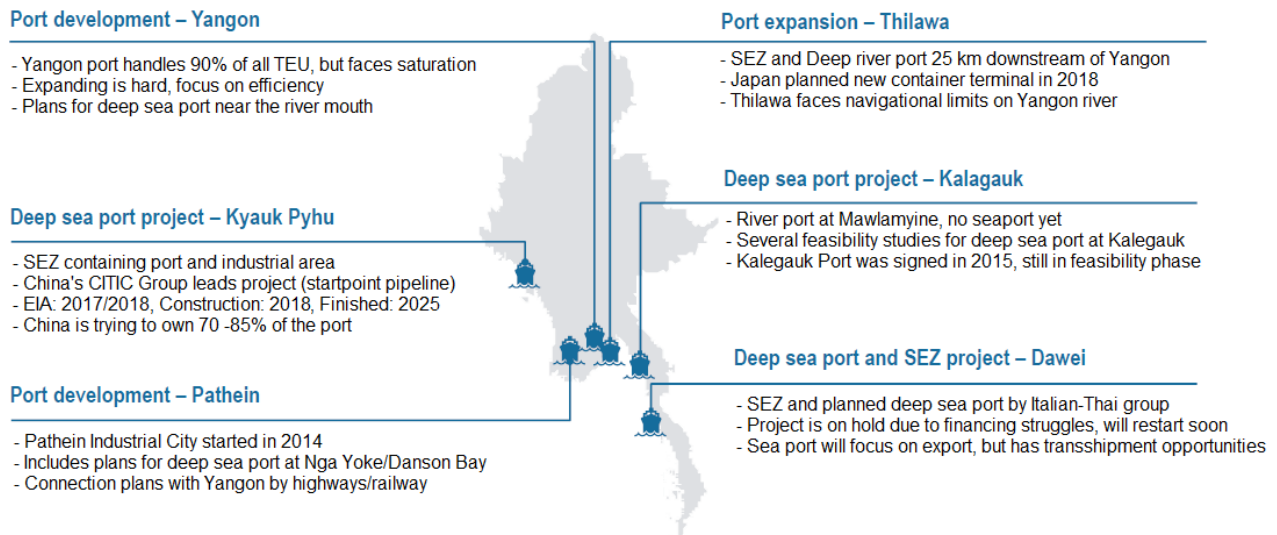 Port development – Yangon
- Yangon port handles 90% of all TEU, but faces saturation
- Expanding is hard, focus on efficiency
- Plans for deep sea port near the river mouth
Port expansion – Thilawa
- SEZ and Deep river port 25 km downstream of Yangon
- Japan planned new container terminal in 2018
- Thilawa faces navigational limits on Yangon river
Deep sea port project – Kyauk Pyhu
- SEZ containing port and industrial area
- China's CITIC Group leads project (startpoint pipeline)
- EIA: 2017/2018, Construction: 2018, Finished: 2025
- China is trying to own 70 -85% of the port
Deep sea port project – Kalagauk
- River port at Mawlamyine, no seaport yet
- Several feasibility studies for deep sea port at Kalegauk
- Kalegauk Port was signed in 2015, still in feasibility phase
Port development – Pathein
- Pathein Industrial City started in 2014
- Includes plans for deep sea port at Nga Yoke/Danson Bay
- Connection plans with Yangon by highways/railway
Deep sea port and SEZ project – Dawei
- SEZ and planned deep sea port by Italian-Thai group
- Project is on hold due to financing struggles, will restart soon
- Sea port will focus on export, but has transshipment opportunities